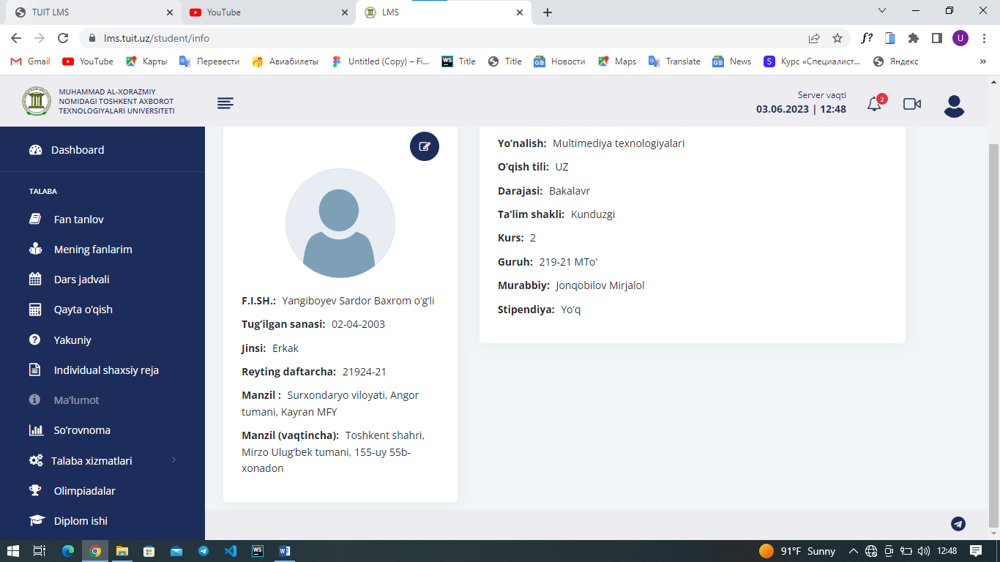 TUIT LMS
YouTube
LMS
lms.tuit.uz/student/info
f?
U
Gmail
YouTube
Карты
Перевести
Авиабилеты
Untitled (Copy) – Fi...
WS Title
Title
Новости
Maps
Translate
News
S Курс «Специалист...
Яндекс
»
MUHAMMAD AL-XORAZMIY
NOMIDAGI TOSHKENT AXBOROT
TEXNOLOGIYALARI UNIVERSITETI
Server vaqti
03.06.2023 | 12:48
2
Dashboard
TALABA
Fan tanlov
Mening fanlarim
Dars jadvali
Qayta o‘qish
Yakuniy
Individual shaxsiy reja
Ma'lumot
So‘rovnoma
Talaba xizmatlari
Olimpiadalar
Diplom ishi
F.I.SH.: Yangiboyev Sardor Baxrom o‘g‘li
Tug‘ilgan sanasi: 02-04-2003
Jinsi: Erkak
Reyting daftarcha: 21924-21
Manzil : Surxondaryo viloyati, Angor
tumani, Kayran MFY
Manzil (vaqtincha): Toshkent shahri,
Mirzo Ulug‘bek tumani, 155-uy 55b-
xonadon
Yo‘nalish: Multimediya texnologiyalari
O‘qish tili: UZ
Darajasi: Bakalavr
Ta’lim shakli: Kunduzgi
Kurs: 2
Guruh: 219-21 MTo'
Murabbiy: Jonqobilov Mirjalol
Stipendiya: Yo‘q
WS
91°F Sunny
12:48